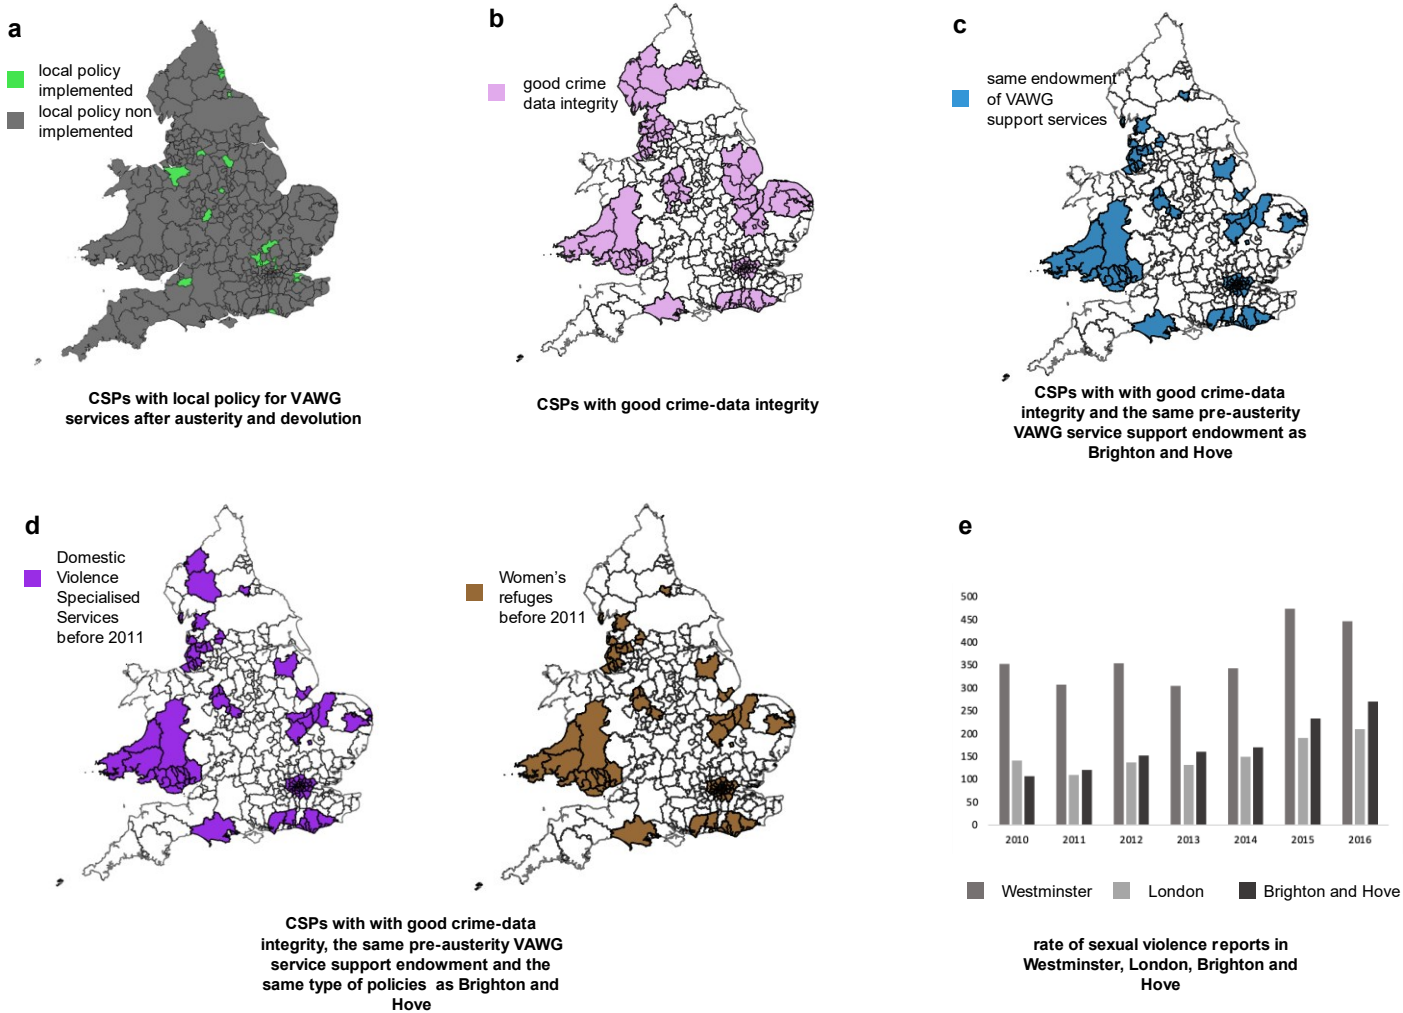 a
local policy
implemented
local policy non
implemented
CSPs with local policy for VAWG
services after austerity and devolution
b
good crime
data integrity
CSPs with good crime-data integrity
c
same endowment
of VAWG
support services
CSPs with with good crime-data
integrity and the same pre-austerity
VAWG service support endowment as
Brighton and Hove
d
Domestic
Violence
Specialised
Services
before 2011
Women's
refuges
before 2011
CSPs with with good crime-data
integrity, the same pre-austerity VAWG
service support endowment and the
same type of policies as Brighton and
Hove
e
500
450
400
350
300
250
200
150
100
50
0
2010 2011 2012 2013 2014 2015 2016
Westminster London Brighton and Hove
rate of sexual violence reports in
Westminster, London, Brighton and
Hove